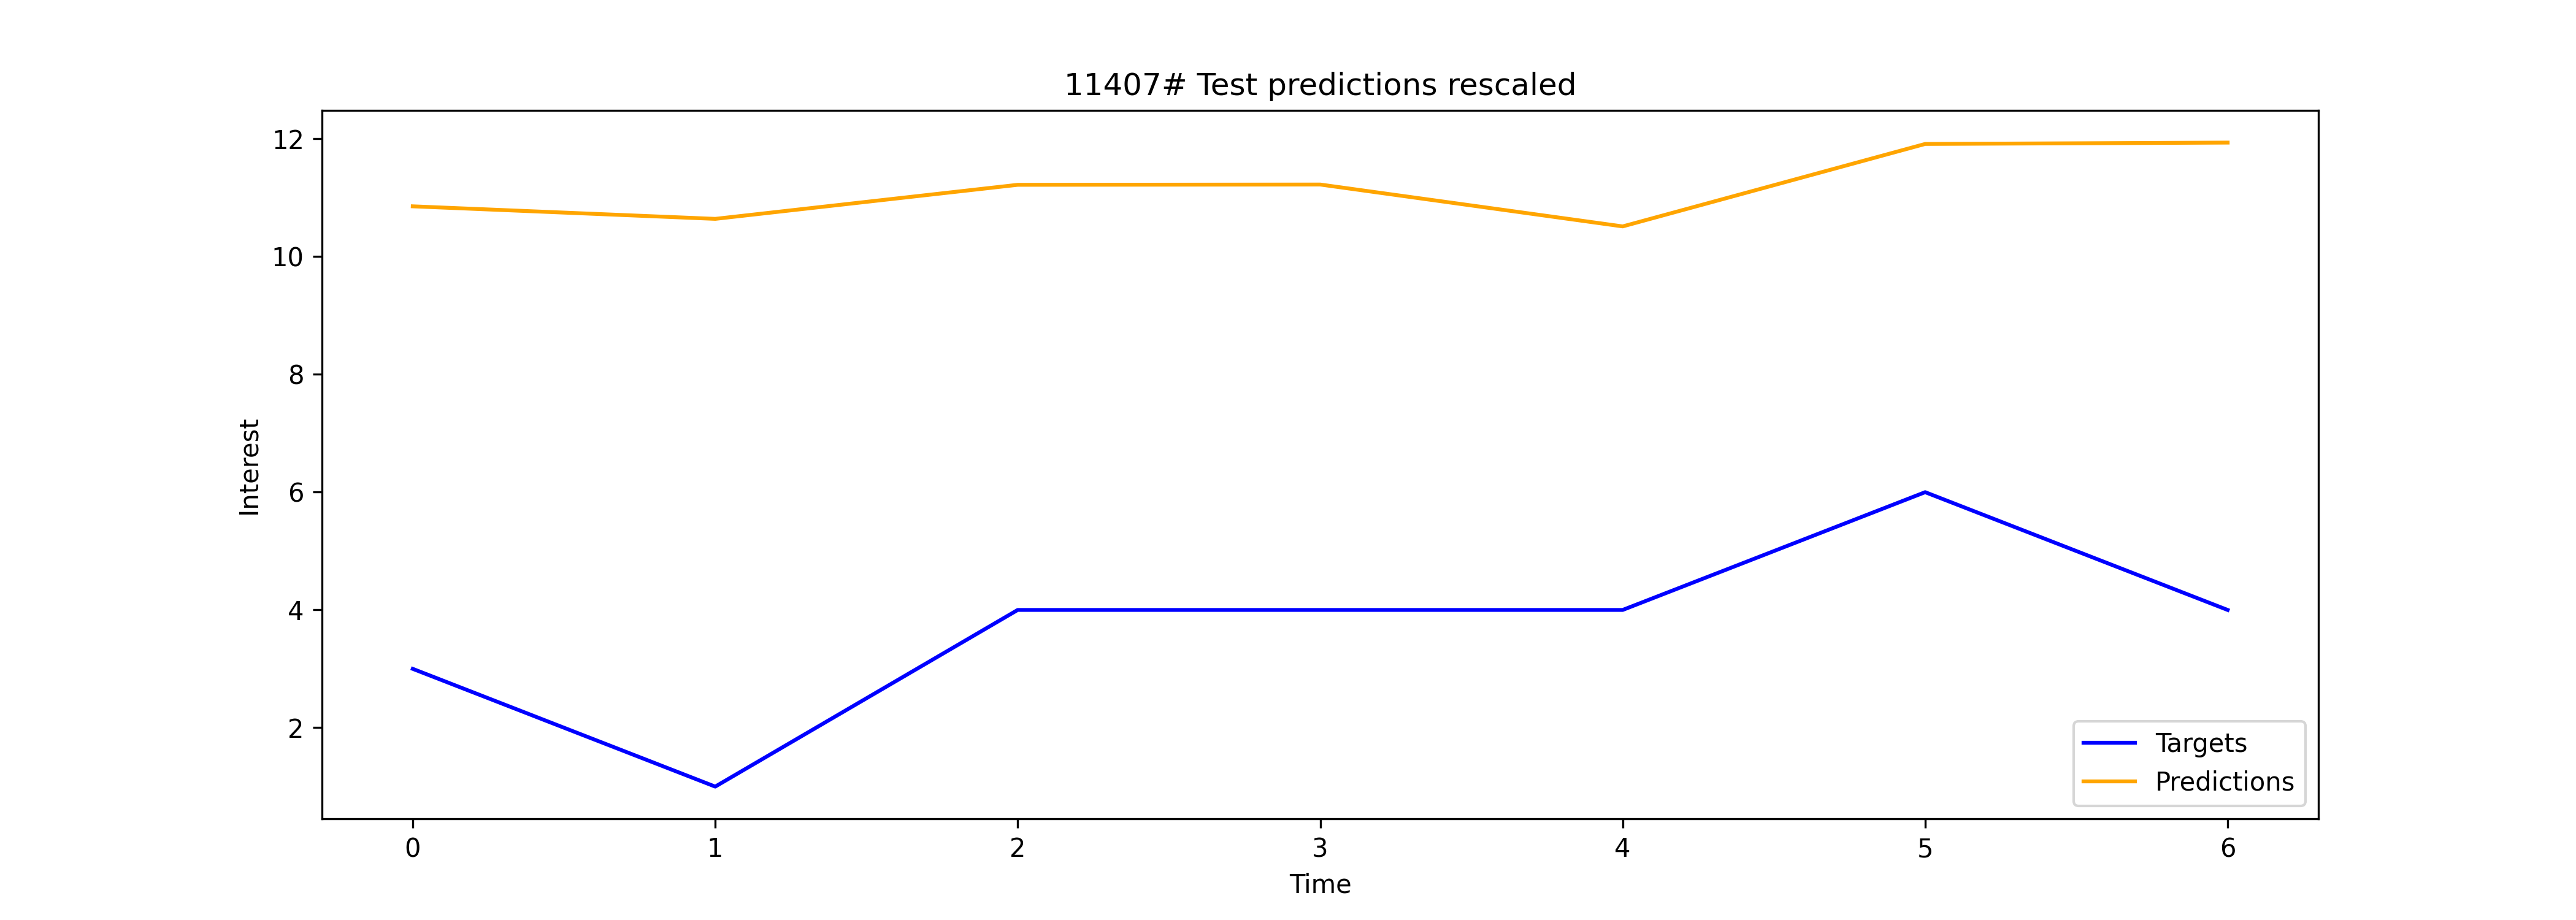 11407# Test predictions rescaled
12
10
8
6
4
2
Interest
0 1 2 3 4 5 6
Time
Targets
Predictions